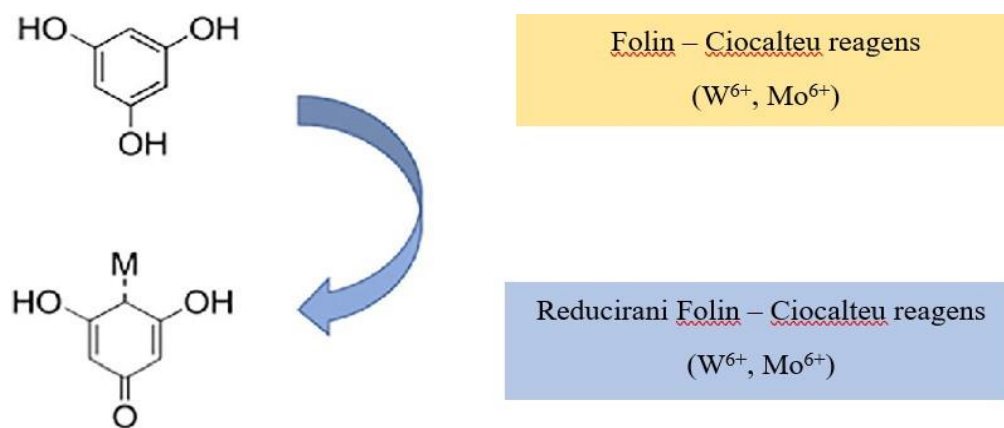 HO OH
OH
Folin – Ciocalteu reagens
(W⁶⁺, Mo⁶⁺)
M
HO OH
O
Reducirani Folin – Ciocalteu reagens
(W⁶⁺, Mo⁶⁺)